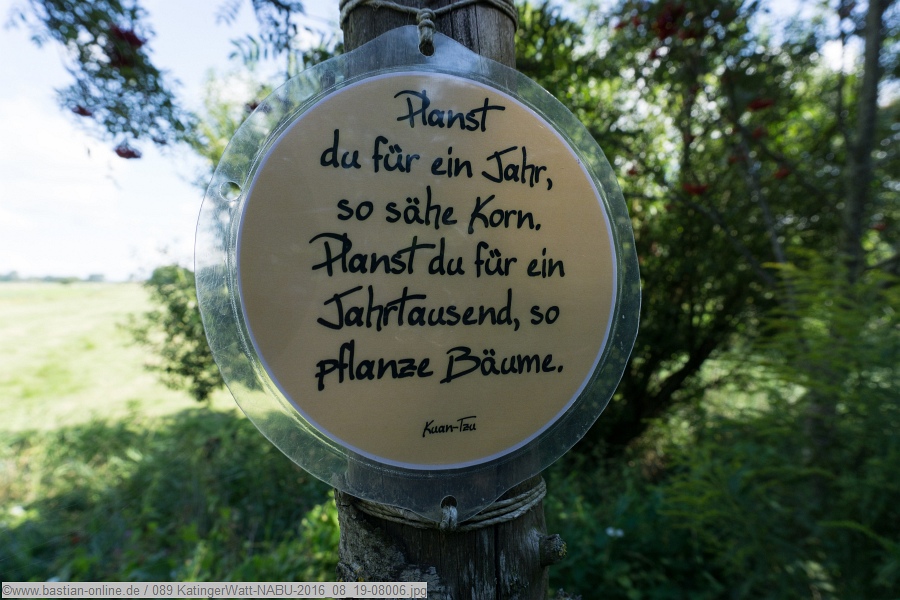 Planst
du für ein Jahr,
so sähe Korn.
Planst du für ein
Jahrtausend, so
pflanze Bäume.
Kuan-Tzu
©www.bastian-online.de / 089 KatingerWatt-NABU-2016_08_19-08006.jpg